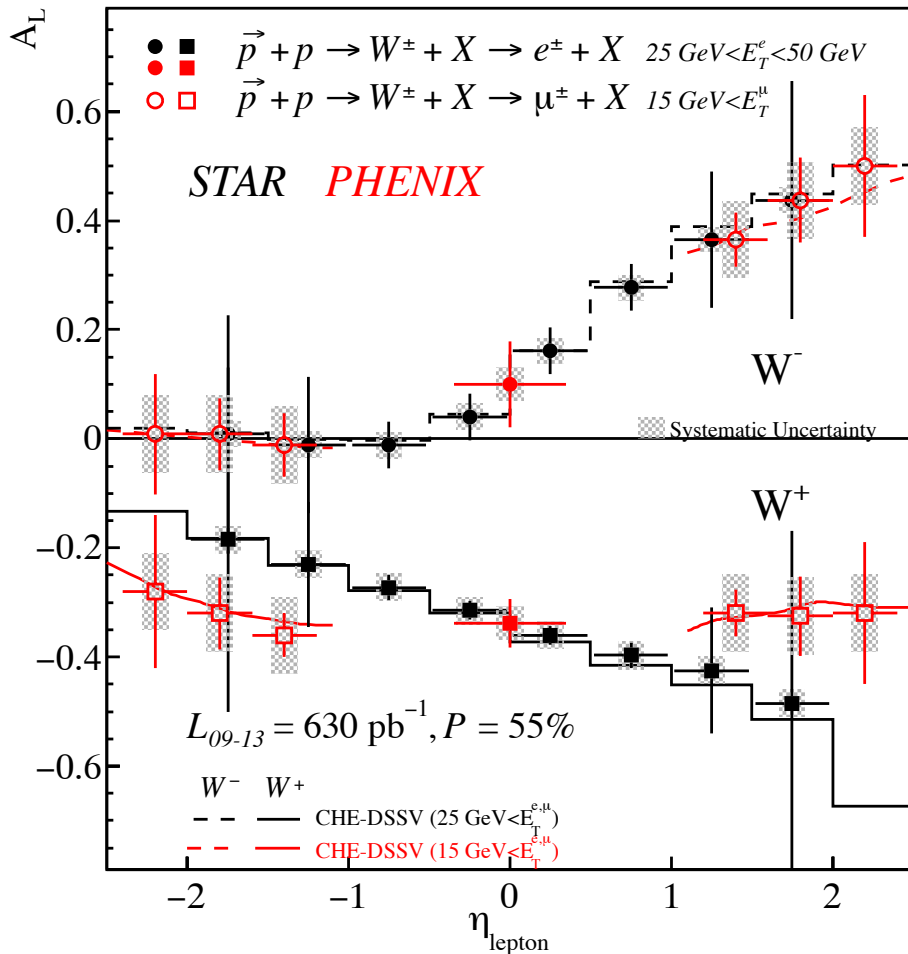 A_L
p⃗ + p → W^± + X → e^± + X 25 GeV<E_T^e<50 GeV
p⃗ + p → W^± + X → μ^± + X 15 GeV<E_T^μ
STAR PHENIX
0.6
0.4
0.2
0
−0.2
−0.4
−0.6
W^-
Systematic Uncertainty
W^+
L_{09-13} = 630 pb^{−1}, P = 55%
W^− W^+
CHE-DSSV (25 GeV<E_T^{e,μ})
CHE-DSSV (15 GeV<E_T^{e,μ})
−2 −1 0 1 2
η_lepton